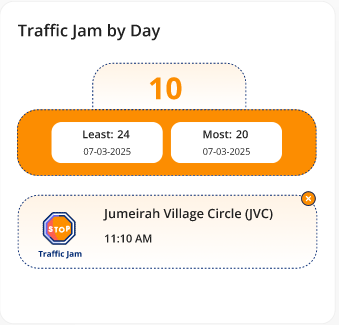 Traffic Jam by Day
10
Least: 24
07-03-2025
Most: 20
07-03-2025
STOP
Traffic Jam
Jumeirah Village Circle (JVC)
11:10 AM